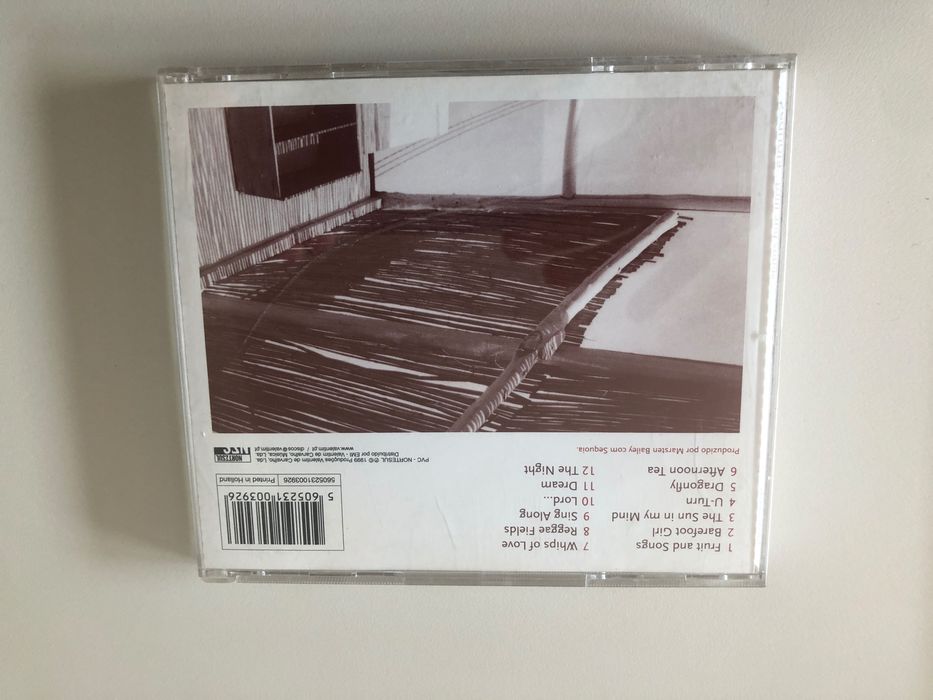 1 Fruit and Songs
2 Barefoot Girl
3 The Sun in my Mind
4 U-Turn
5 Dragonfly
6 Afternoon Tea
7 Whips of Love
8 Reggae Fields
9 Sing Along
10 Lord...
11 Dream
12 The Night
Produzido por Marsten Bailey com Sequoia.
5 605231 003926
5605231003926 Printed in Holland
PVC - NORTESUL ℗© 1999 Produções Valentim de Carvalho, Lda.
Distribuído por EMI - Valentim de Carvalho, Música, Lda.
www.valentim.pt / discos@valentim.pt
NORTESUL